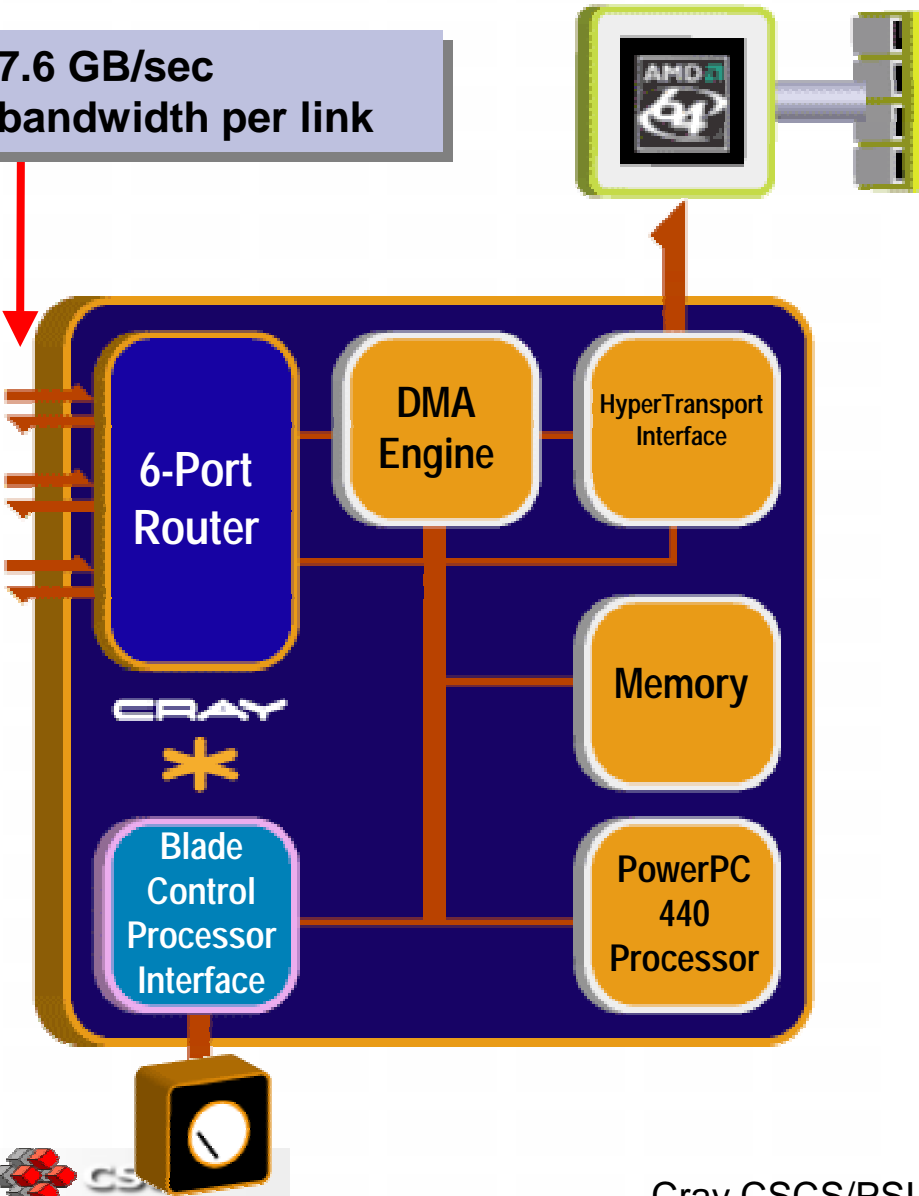 7.6 GB/sec
bandwidth per link
AMD
64
6-Port
Router
DMA
Engine
HyperTransport
Interface
Memory
CRAY
Blade
Control
Processor
Interface
PowerPC
440
Processor
Cray CSCS/PSI